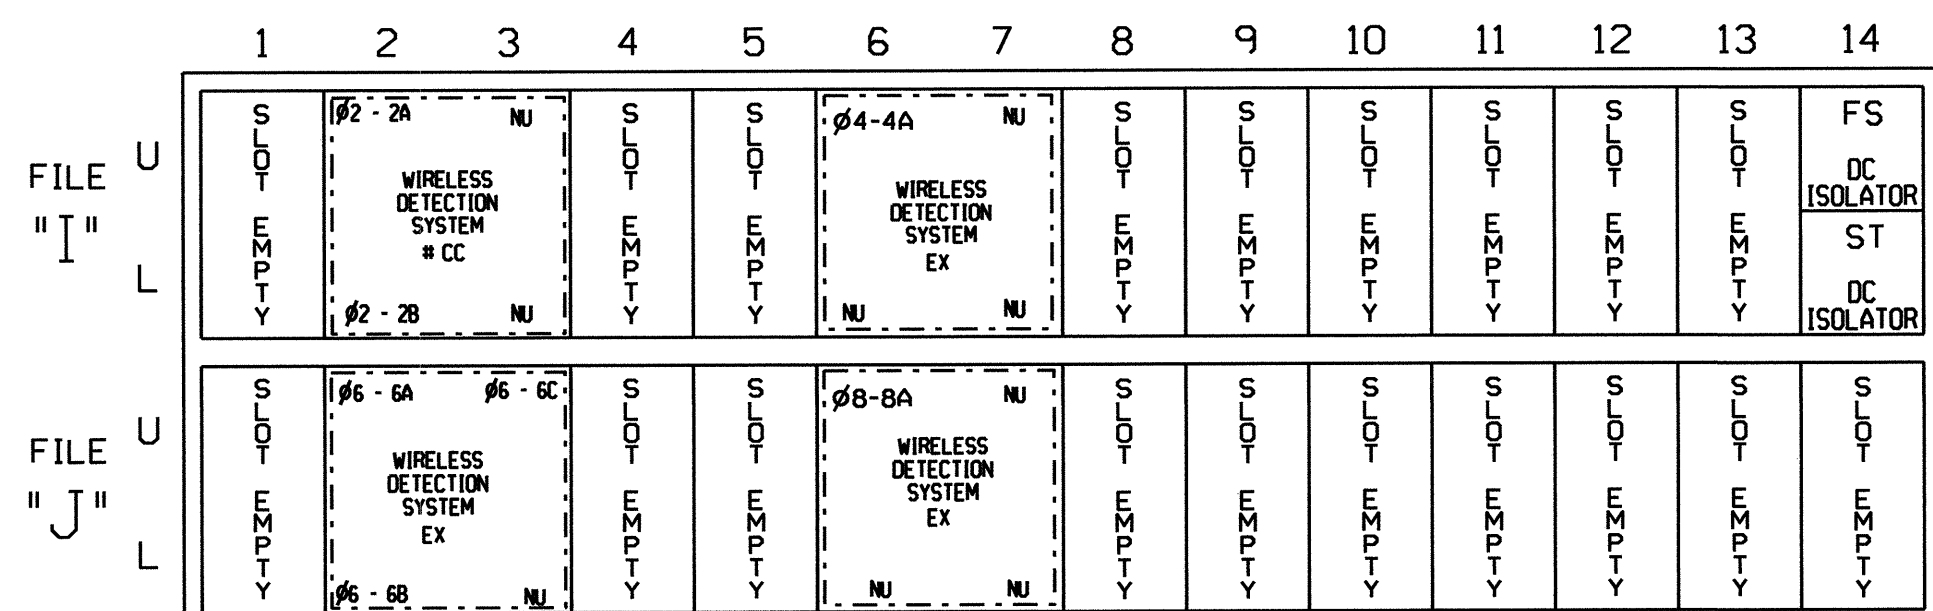 1 2 3 4 5 6 7 8 9 10 11 12 13 14
FILE "I"
U
L
SLOT EMPTY
Ø2 - 2A NU
WIRELESS
DETECTION
SYSTEM
# CC
Ø2 - 2B NU
SLOT EMPTY
SLOT EMPTY
Ø4-4A NU
WIRELESS
DETECTION
SYSTEM
EX
NU NU
SLOT EMPTY
SLOT EMPTY
SLOT EMPTY
SLOT EMPTY
SLOT EMPTY
SLOT EMPTY
FS
DC
ISOLATOR
ST
DC
ISOLATOR
FILE "J"
U
L
SLOT EMPTY
Ø6 - 6A Ø6 - 6C
WIRELESS
DETECTION
SYSTEM
EX
Ø6 - 6B NU
SLOT EMPTY
SLOT EMPTY
Ø8-8A NU
WIRELESS
DETECTION
SYSTEM
EX
NU NU
SLOT EMPTY
SLOT EMPTY
SLOT EMPTY
SLOT EMPTY
SLOT EMPTY
SLOT EMPTY
SLOT EMPTY